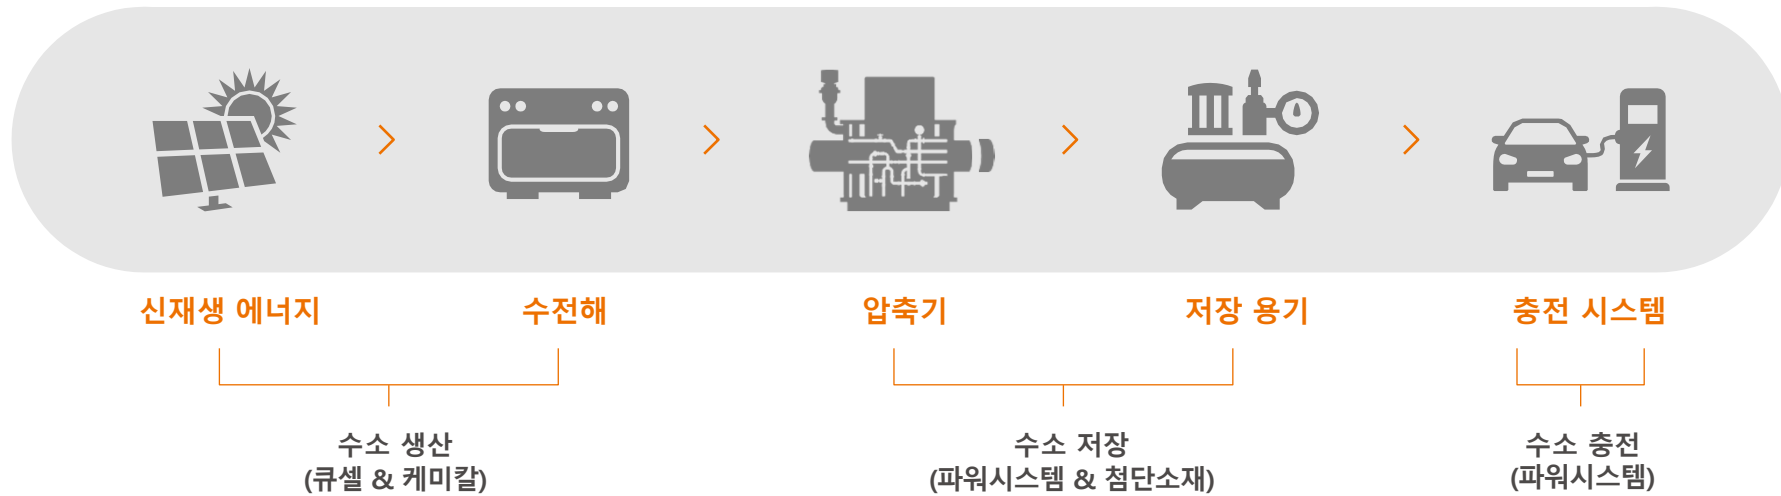 신재생 에너지
수전해
압축기
저장 용기
충전 시스템
수소 생산
(큐셀 & 케미칼)
수소 저장
(파워시스템 & 첨단소재)
수소 충전
(파워시스템)